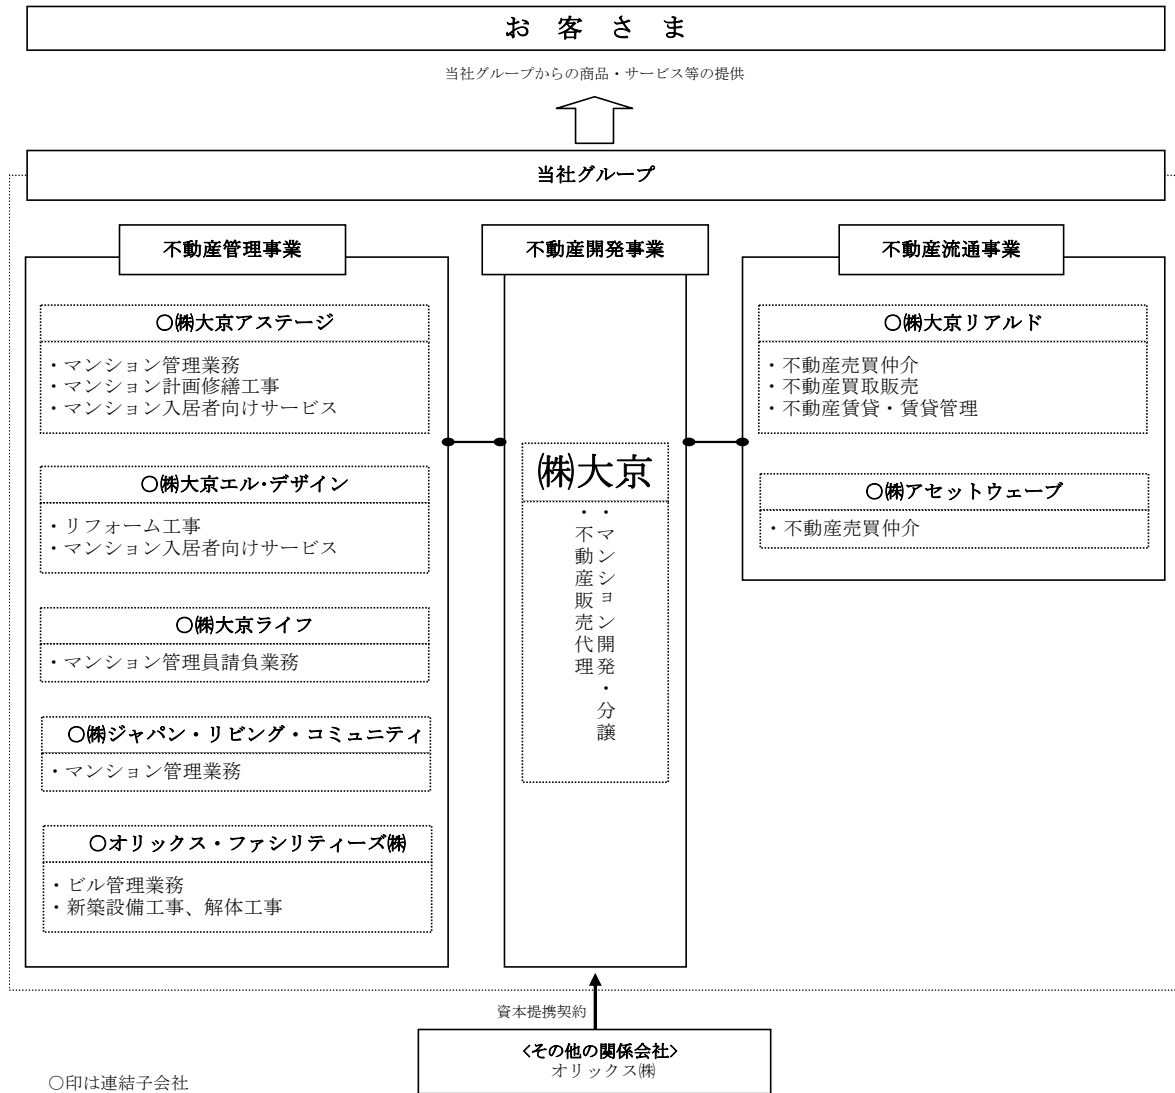 お 客 さ ま
当社グループからの商品・サービス等の提供
当社グループ
不動産管理事業
〇㈱大京アステージ
・マンション管理業務
・マンション計画修繕工事
・マンション入居者向けサービス
〇㈱大京エル・デザイン
・リフォーム工事
・マンション入居者向けサービス
〇㈱大京ライフ
・マンション管理員請負業務
〇㈱ジャパン・リビング・コミュニティ
・マンション管理業務
〇オリックス・ファシリティーズ㈱
・ビル管理業務
・新築設備工事、解体工事
不動産開発事業
㈱大京
・マンション開発・分譲
・不動産販売代理
不動産流通事業
〇㈱大京リアルド
・不動産売買仲介
・不動産買取販売
・不動産賃貸・賃貸管理
〇㈱アセットウェーブ
・不動産売買仲介
資本提携契約
<その他の関係会社>
オリックス㈱
〇印は連結子会社